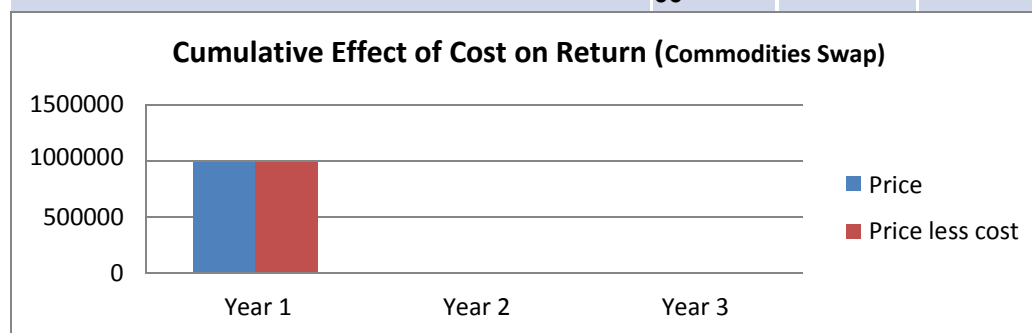 Cumulative Effect of Cost on Return (Commodities Swap)
1500000
1000000
500000
0
Year 1 Year 2 Year 3
Price
Price less cost